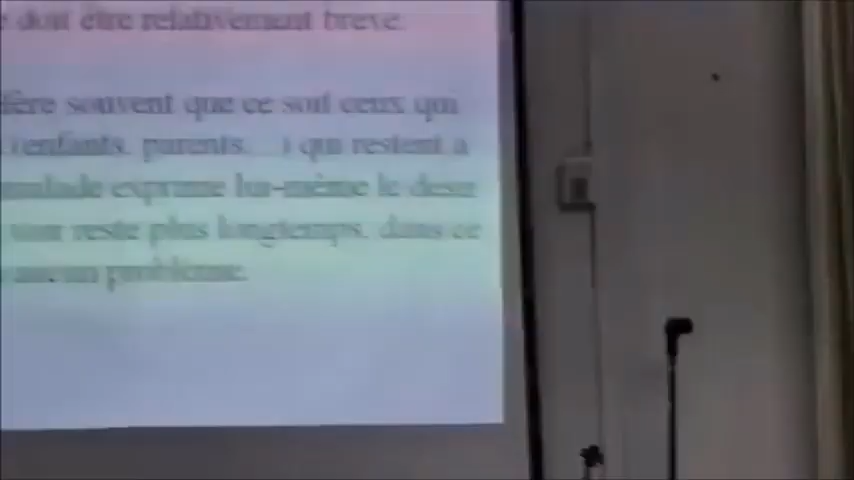 doit être relativement brève.
souvent que ce soit ceux qui
(enfants, parents...) qui restent à
malade exprime lui-même le désir
reste plus longtemps, dans ce
aucun problème.